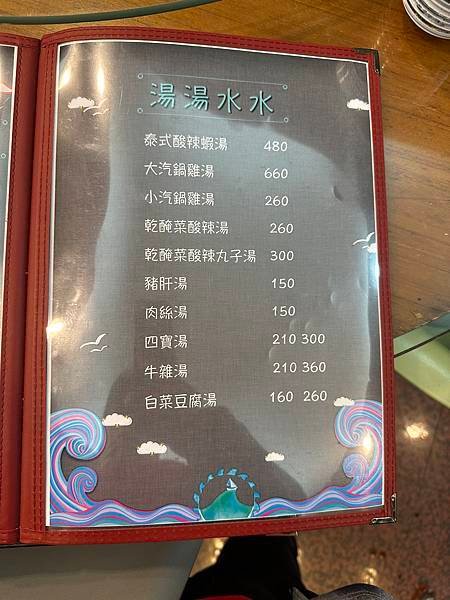 湯湯水水
泰式酸辣蝦湯 480
大汽鍋雞湯 660
小汽鍋雞湯 260
乾醃菜酸辣湯 260
乾醃菜酸辣丸子湯 300
豬肝湯 150
肉絲湯 150
四寶湯 210 300
牛雜湯 210 360
白菜豆腐湯 160 260